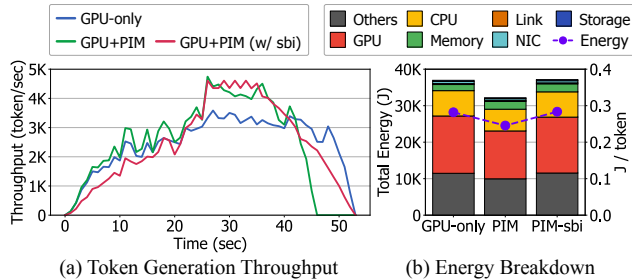 GPU-only
GPU+PIM
GPU+PIM (w/ sbi)
Others
CPU
Link
Storage
GPU
Memory
NIC
Energy
Throughput (token/sec)
5K
4K
3K
2K
1K
0
0 10 20 30 40 50
Time (sec)
(a) Token Generation Throughput
Total Energy (J)
40K
30K
20K
10K
0
GPU-only PIM PIM-sbi
0.4
0.3
0.2
0.1
0.0
J / token
(b) Energy Breakdown